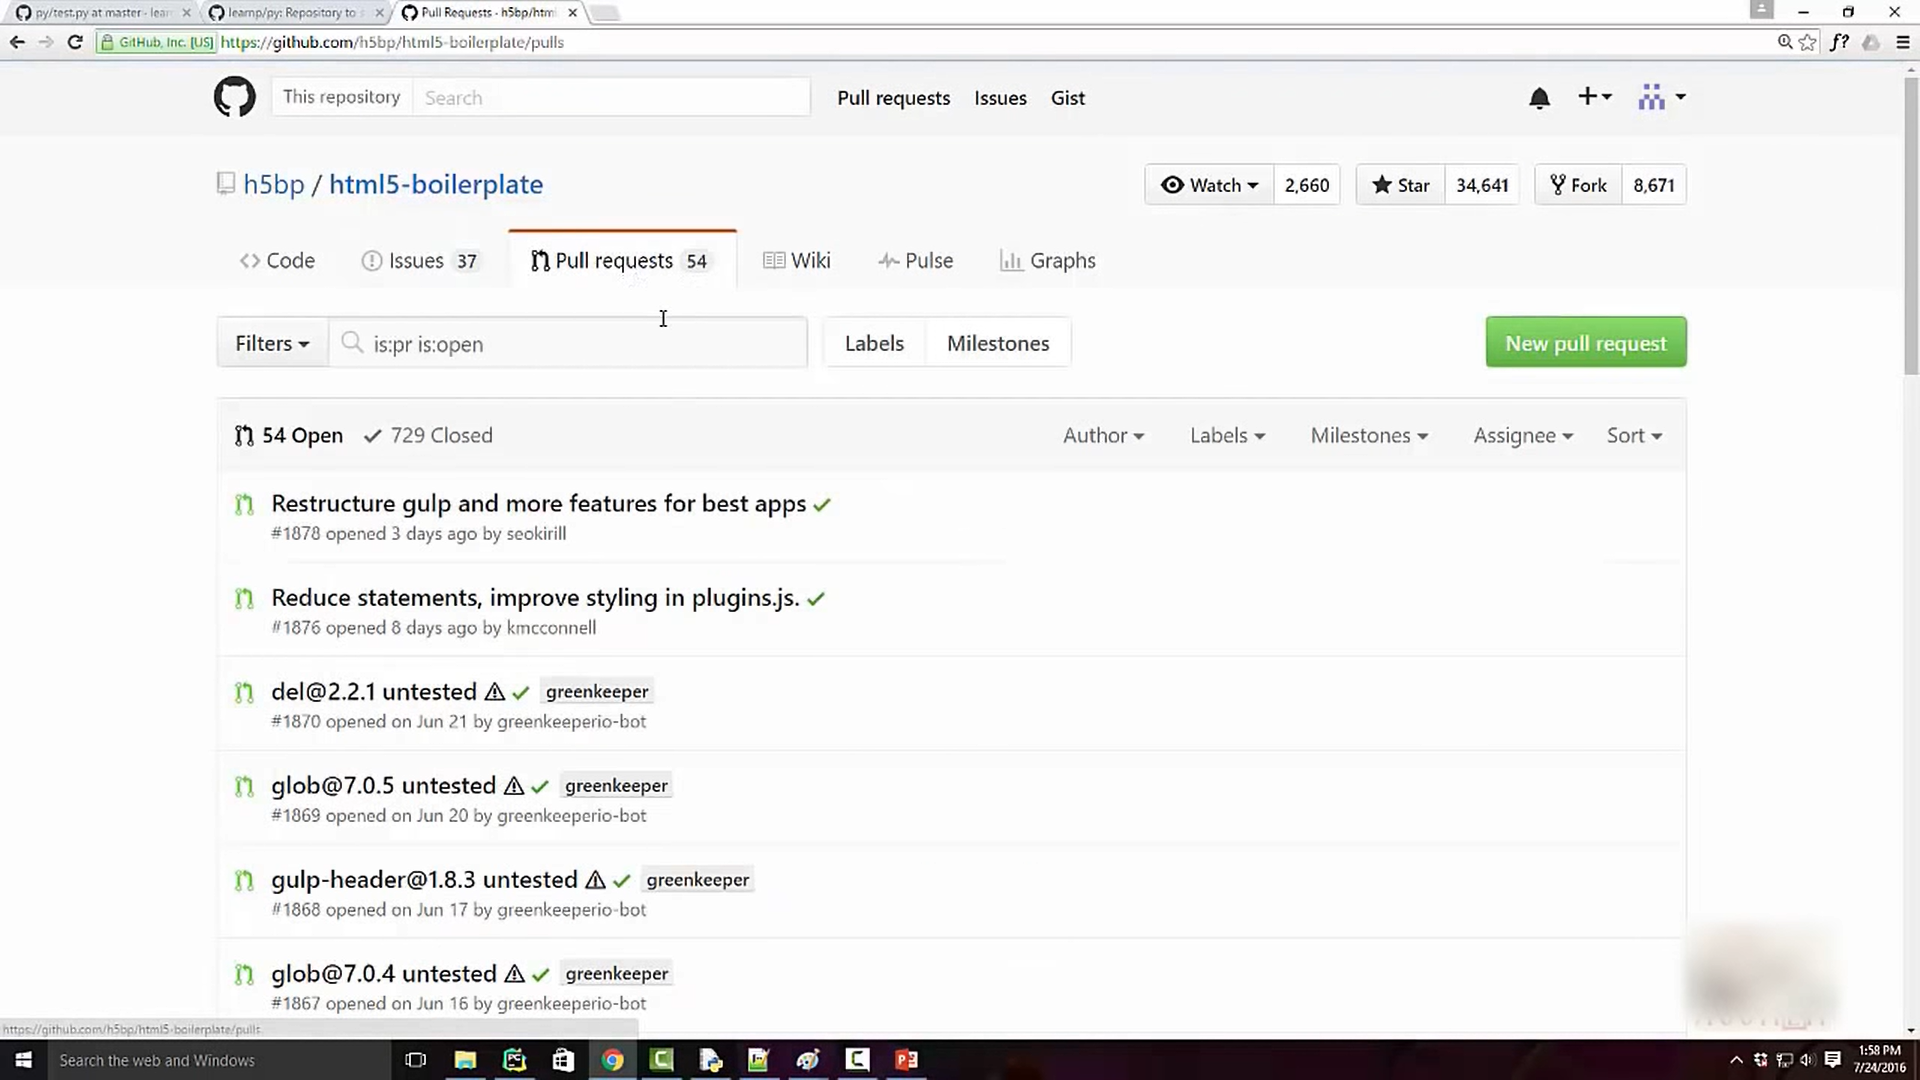 py/test.py at master · lear
learnp/py: Repository to
Pull Requests · h5bp/html
GitHub, Inc. [US] https://github.com/h5bp/html5-boilerplate/pulls
f?
This repository Search Pull requests Issues Gist
h5bp / html5-boilerplate Watch 2,660 Star 34,641 Fork 8,671
Code Issues 37 Pull requests 54 Wiki Pulse Graphs
Filters is:pr is:open Labels Milestones New pull request
54 Open 729 Closed Author Labels Milestones Assignee Sort
Restructure gulp and more features for best apps
#1878 opened 3 days ago by seokirill
Reduce statements, improve styling in plugins.js.
#1876 opened 8 days ago by kmcconnell
del@2.2.1 untested greenkeeper
#1870 opened on Jun 21 by greenkeeperio-bot
glob@7.0.5 untested greenkeeper
#1869 opened on Jun 20 by greenkeeperio-bot
gulp-header@1.8.3 untested greenkeeper
#1868 opened on Jun 17 by greenkeeperio-bot
glob@7.0.4 untested greenkeeper
#1867 opened on Jun 16 by greenkeeperio-bot
https://github.com/h5bp/html5-boilerplate/pulls
Search the web and Windows
1:58 PM
7/24/2016